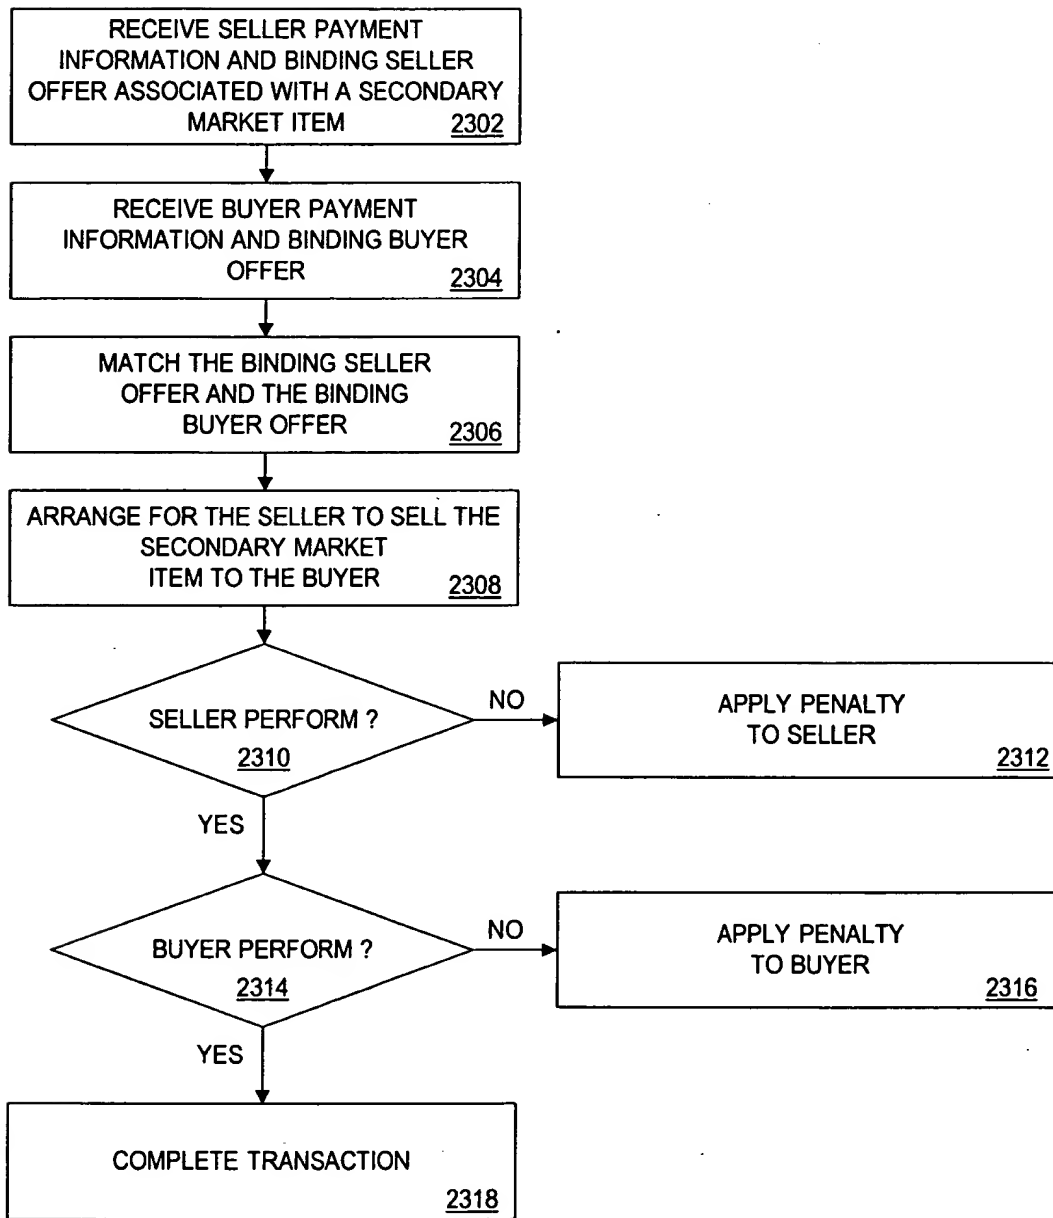 RECEIVE SELLER PAYMENT
INFORMATION AND BINDING SELLER
OFFER ASSOCIATED WITH A SECONDARY
MARKET ITEM 2302
RECEIVE BUYER PAYMENT
INFORMATION AND BINDING BUYER
OFFER 2304
MATCH THE BINDING SELLER
OFFER AND THE BINDING
BUYER OFFER 2306
ARRANGE FOR THE SELLER TO SELL THE
SECONDARY MARKET
ITEM TO THE BUYER 2308
SELLER PERFORM ?
2310
NO
APPLY PENALTY
TO SELLER
2312
YES
BUYER PERFORM ?
2314
NO
APPLY PENALTY
TO BUYER
2316
YES
COMPLETE TRANSACTION
2318